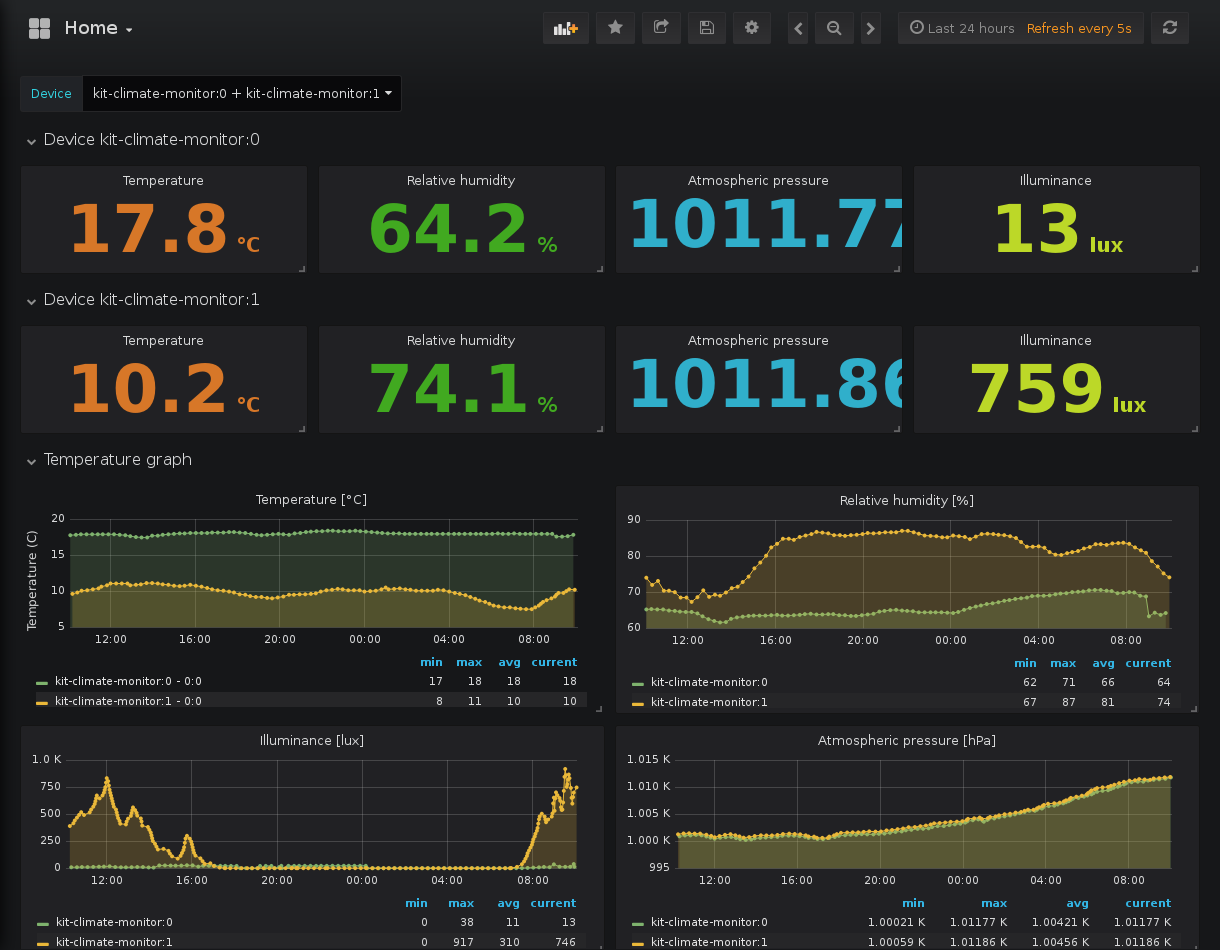 Home
Last 24 hours Refresh every 5s
Device kit-climate-monitor:0 + kit-climate-monitor:1
Device kit-climate-monitor:0
Temperature Relative humidity Atmospheric pressure Illuminance
17.8 °C 64.2 % 1011.77 13 lux
Device kit-climate-monitor:1
Temperature Relative humidity Atmospheric pressure Illuminance
10.2 °C 74.1 % 1011.86 759 lux
Temperature graph
Temperature [°C]
Temperature (C)
20
15
10
5
12:00 16:00 20:00 00:00 04:00 08:00
min max avg current
kit-climate-monitor:0 - 0:0 17 18 18 18
kit-climate-monitor:1 - 0:0 8 11 10 10
Relative humidity [%]
90
80
70
60
12:00 16:00 20:00 00:00 04:00 08:00
min max avg current
kit-climate-monitor:0 62 71 66 64
kit-climate-monitor:1 67 87 81 74
Illuminance [lux]
1.0 K
750
500
250
0
12:00 16:00 20:00 00:00 04:00 08:00
min max avg current
kit-climate-monitor:0 0 38 11 13
kit-climate-monitor:1 0 917 310 746
Atmospheric pressure [hPa]
1.015 K
1.010 K
1.005 K
1.000 K
995
12:00 16:00 20:00 00:00 04:00 08:00
min max avg current
kit-climate-monitor:0 1.00021 K 1.01177 K 1.00421 K 1.01177 K
kit-climate-monitor:1 1.00059 K 1.01186 K 1.00456 K 1.01186 K